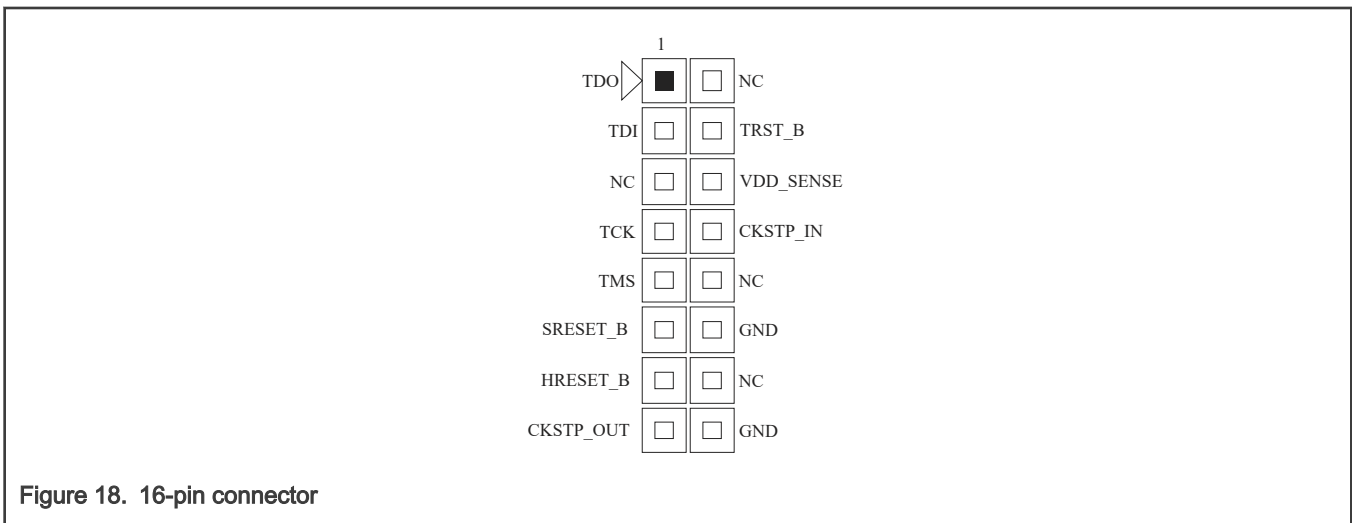 1
TDO NC
TDI TRST_B
NC VDD_SENSE
TCK CKSTP_IN
TMS NC
SRESET_B GND
HRESET_B NC
CKSTP_OUT GND
Figure 18. 16-pin connector